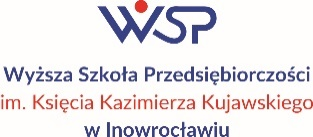 WSP
Wyższa Szkoła Przedsiębiorczości
im. Księcia Kazimierza Kujawskiego
w Inowrocławiu